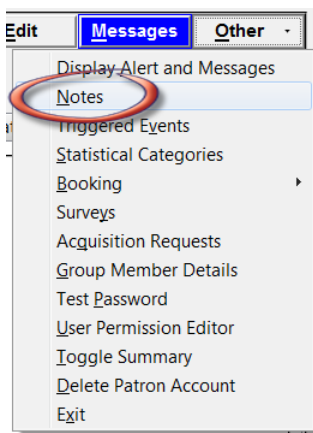 Edit Messages Other
Display Alert and Messages
Notes
Triggered Events
Statistical Categories
Booking
Surveys
Acquisition Requests
Group Member Details
Test Password
User Permission Editor
Toggle Summary
Delete Patron Account
Exit